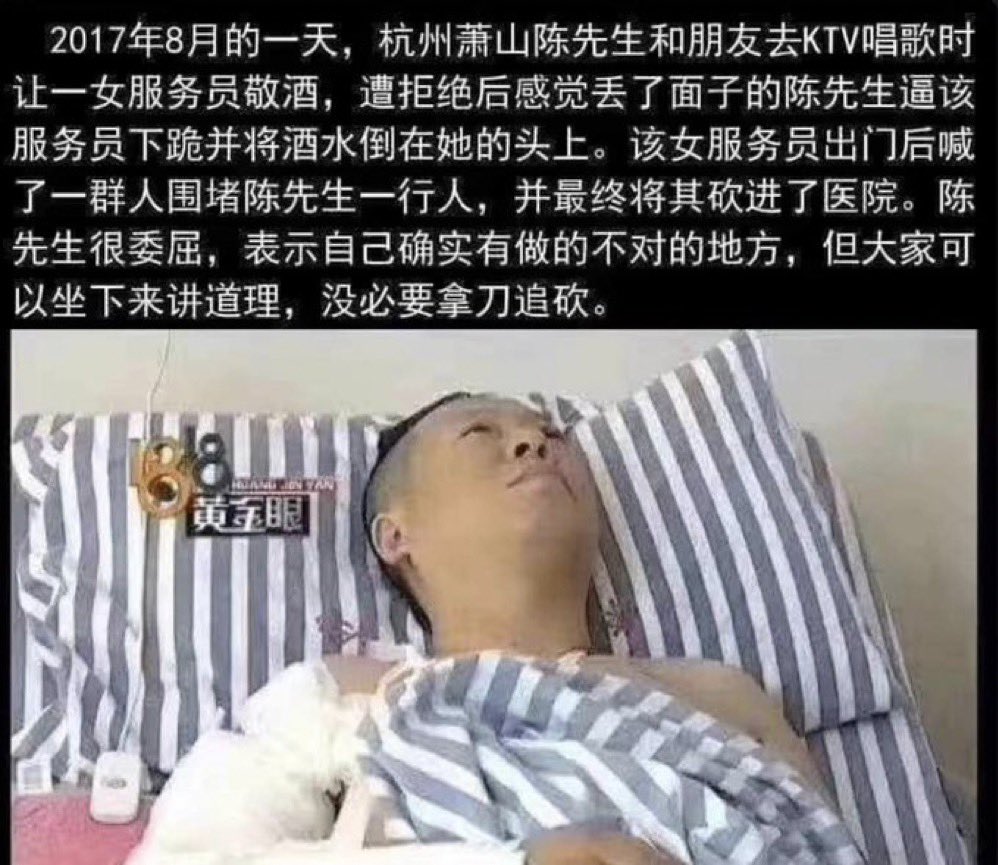 2017年8月的一天，杭州萧山陈先生和朋友去KTV唱歌时
让一女服务员敬酒，遭拒绝后感觉丢了面子的陈先生逼该
服务员下跪并将酒水倒在她的头上。该女服务员出门后喊
了一群人围堵陈先生一行人，并最终将其砍进了医院。陈
先生很委屈，表示自己确实有做的不对的地方，但大家可
以坐下来讲道理，没必要拿刀追砍。
1818
HUANG JIN YAN
黄金眼